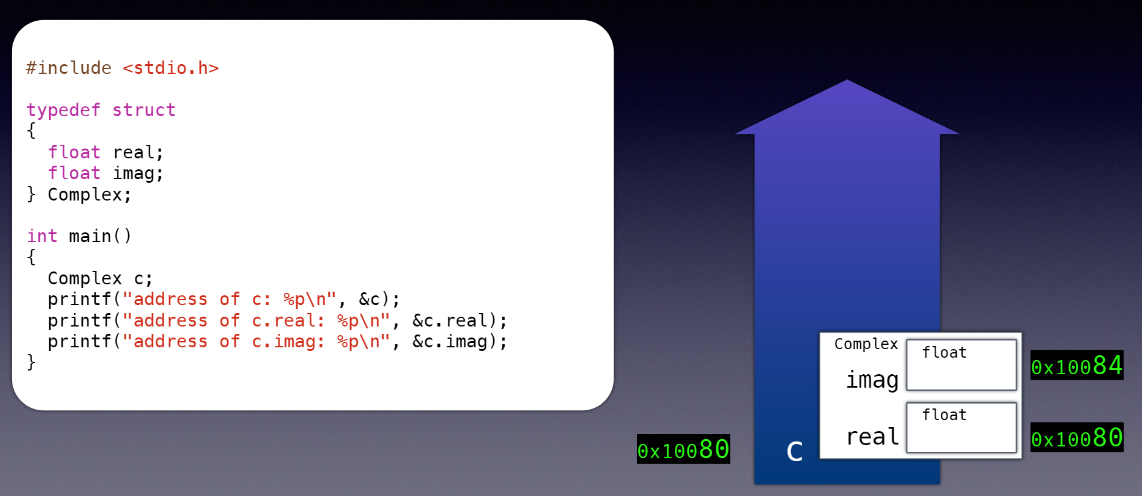 #include <stdio.h>
typedef struct
{
  float real;
  float imag;
} Complex;
int main()
{
  Complex c;
  printf("address of c: %p\n", &c);
  printf("address of c.real: %p\n", &c.real);
  printf("address of c.imag: %p\n", &c.imag);
}
Complex
float
imag
0x10084
float
real
0x10080
c
0x10080